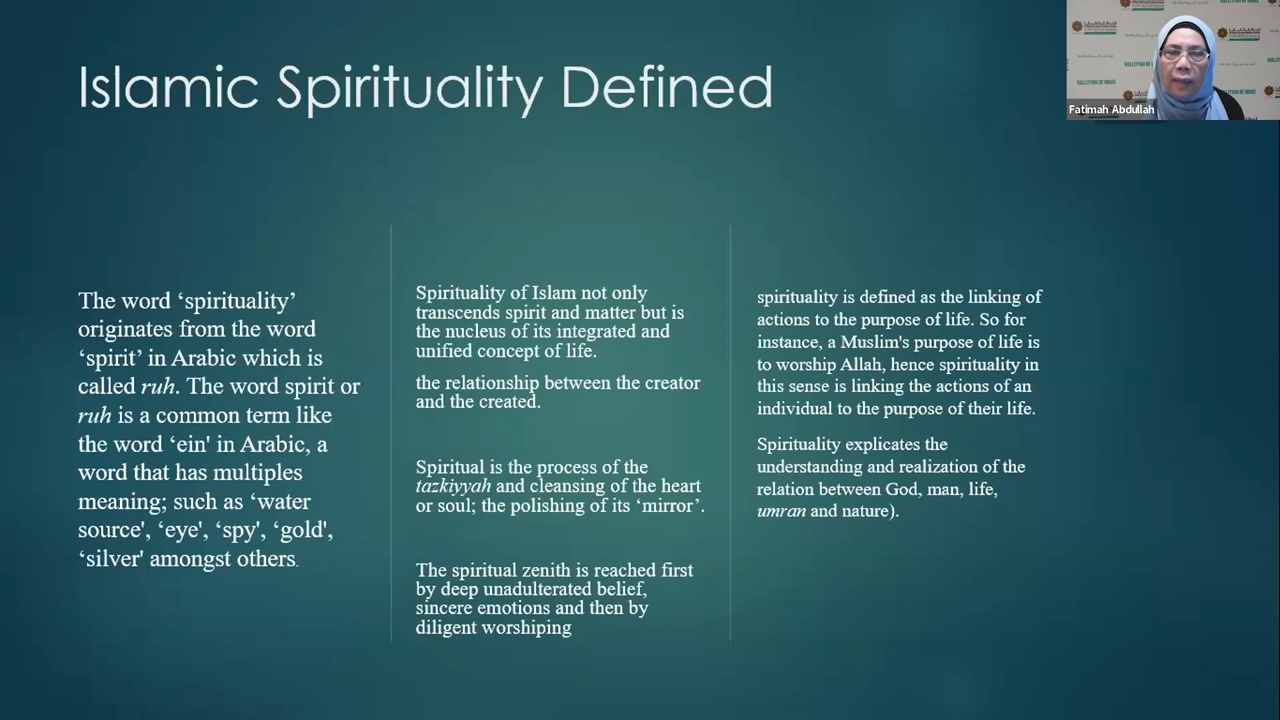 Islamic Spirituality Defined
Fatimah Abdullah
The word ‘spirituality’
originates from the word
‘spirit’ in Arabic which is
called ruh. The word spirit or
ruh is a common term like
the word ‘ein' in Arabic, a
word that has multiples
meaning; such as ‘water
source', ‘eye', ‘spy', ‘gold',
‘silver' amongst others.
Spirituality of Islam not only
transcends spirit and matter but is
the nucleus of its integrated and
unified concept of life.
the relationship between the creator
and the created.
Spiritual is the process of the
tazkiyyah and cleansing of the heart
or soul; the polishing of its ‘mirror’.
The spiritual zenith is reached first
by deep unadulterated belief,
sincere emotions and then by
diligent worshiping
spirituality is defined as the linking of
actions to the purpose of life. So for
instance, a Muslim's purpose of life is
to worship Allah, hence spirituality in
this sense is linking the actions of an
individual to the purpose of their life.
Spirituality explicates the
understanding and realization of the
relation between God, man, life,
umran and nature).